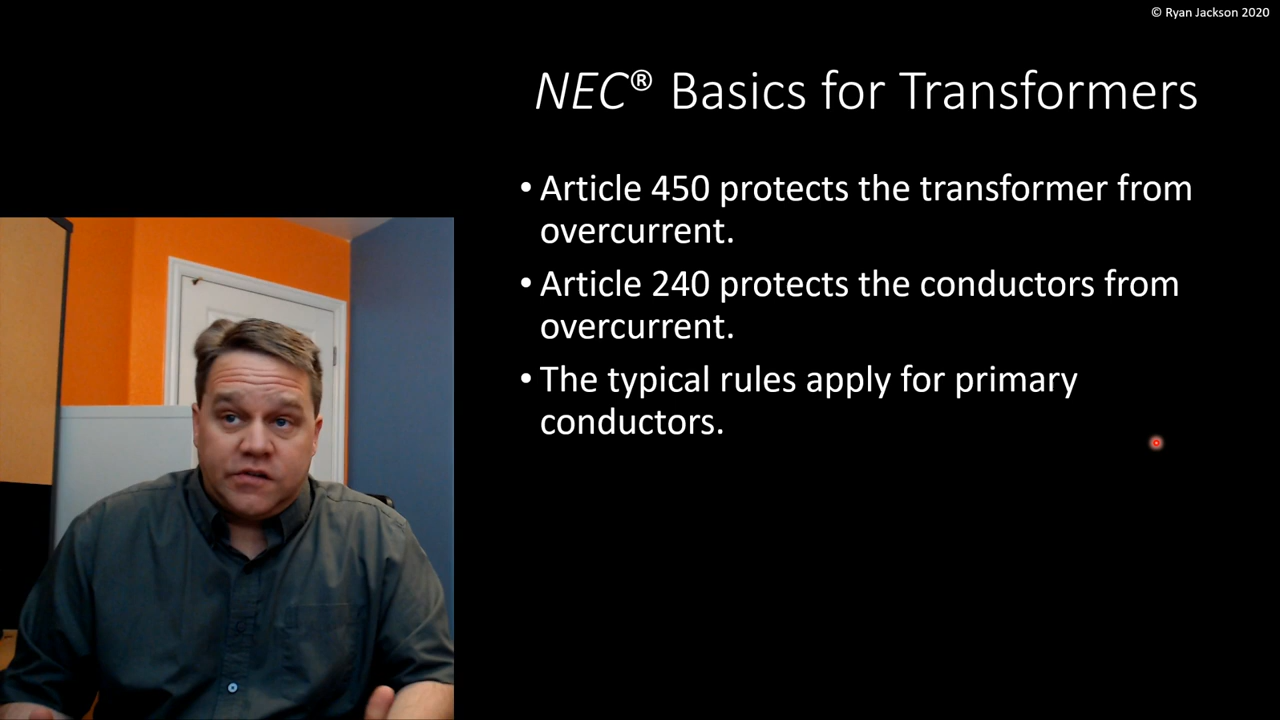 © Ryan Jackson 2020
NEC® Basics for Transformers
• Article 450 protects the transformer from
overcurrent.
• Article 240 protects the conductors from
overcurrent.
• The typical rules apply for primary
conductors.